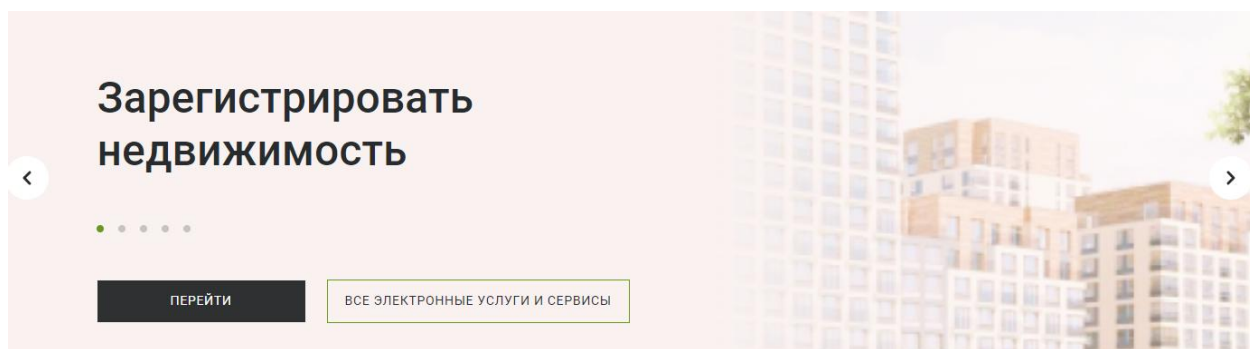 Зарегистрировать
недвижимость
ПЕРЕЙТИ
ВСЕ ЭЛЕКТРОННЫЕ УСЛУГИ И СЕРВИСЫ